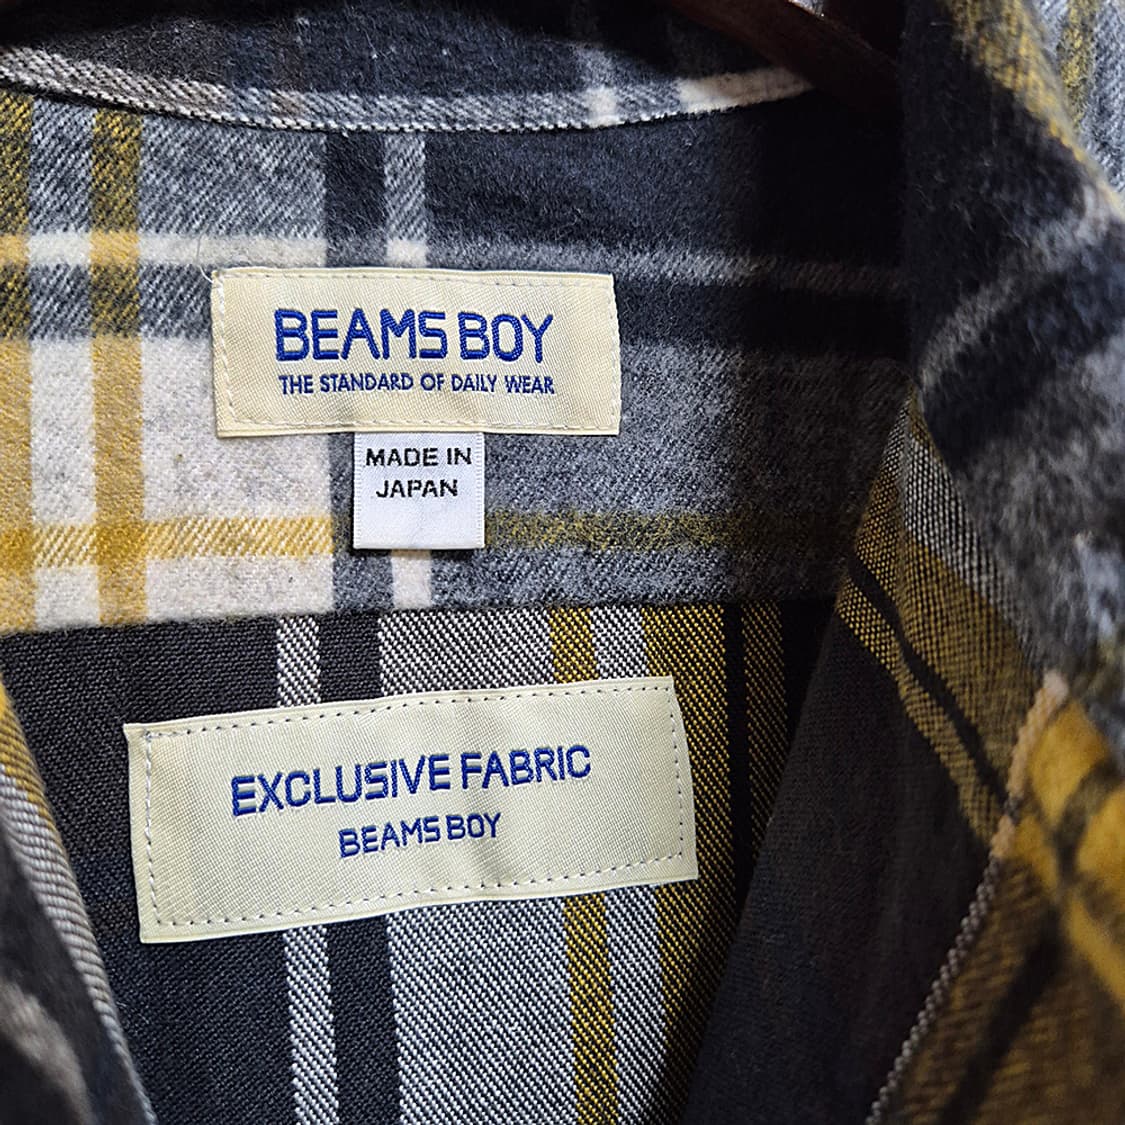 BEAMS BOY
THE STANDARD OF DAILY WEAR
MADE IN
JAPAN
EXCLUSIVE FABRIC
BEAMS BOY